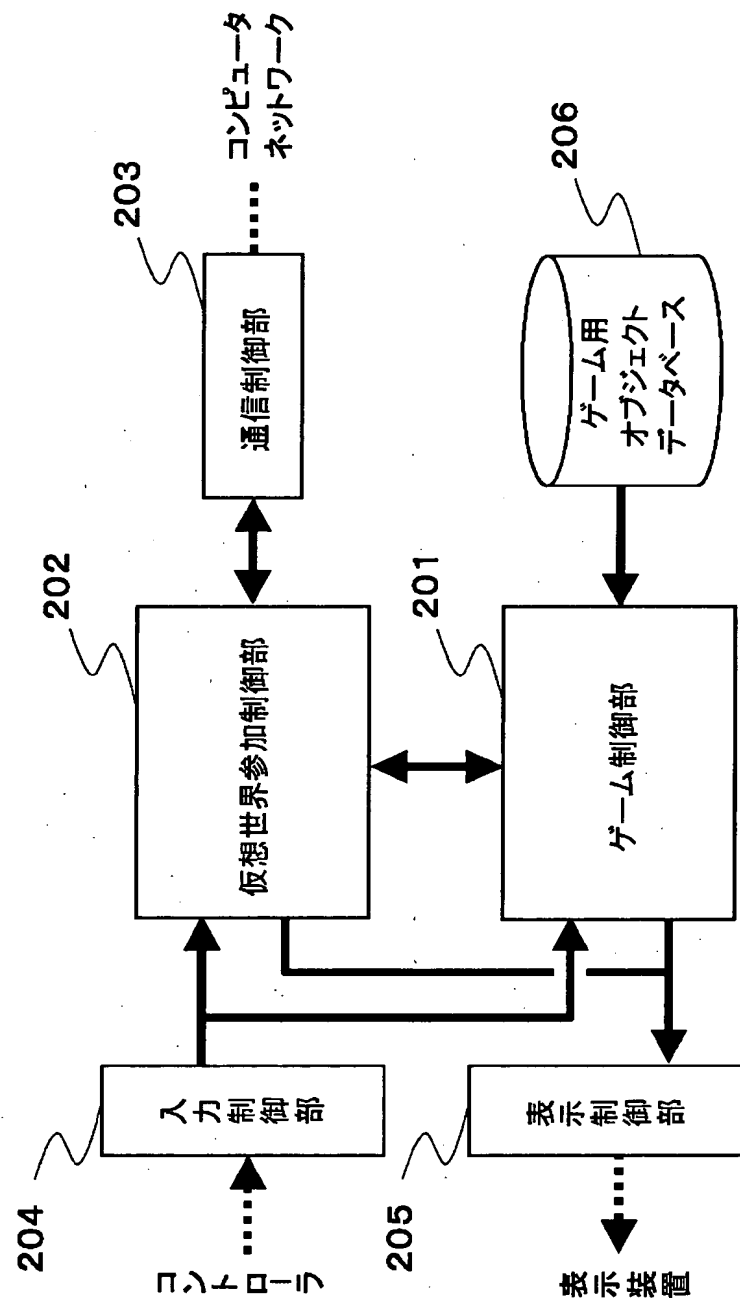 204
コントローラ
入力制御部
202
仮想世界参加制御部
203
通信制御部
コンピュータ
ネットワーク
205
表示装置
表示制御部
201
ゲーム制御部
206
ゲーム用
オブジェクト
データベース